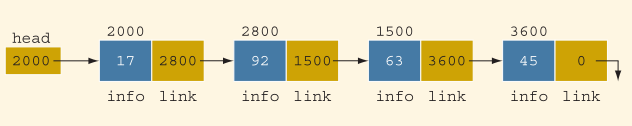 2000 2800 1500 3600
head
2000 17 2800 92 1500 63 3600 45 0
info link info link info link info link